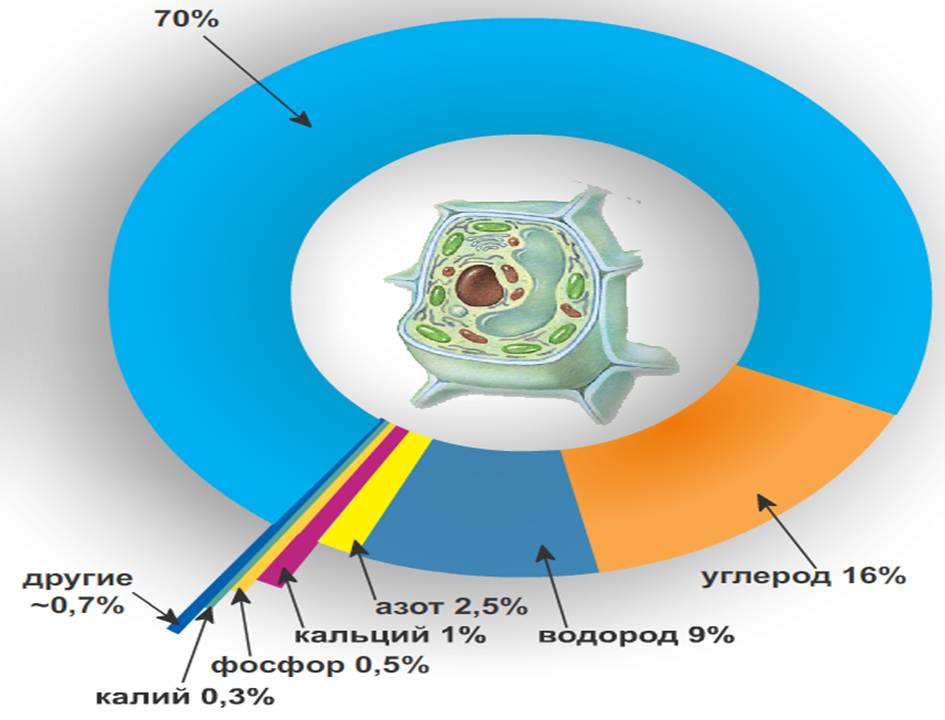 70%
углерод 16%
другие
~0,7%
азот 2,5%
кальций 1%
водород 9%
фосфор 0,5%
калий 0,3%